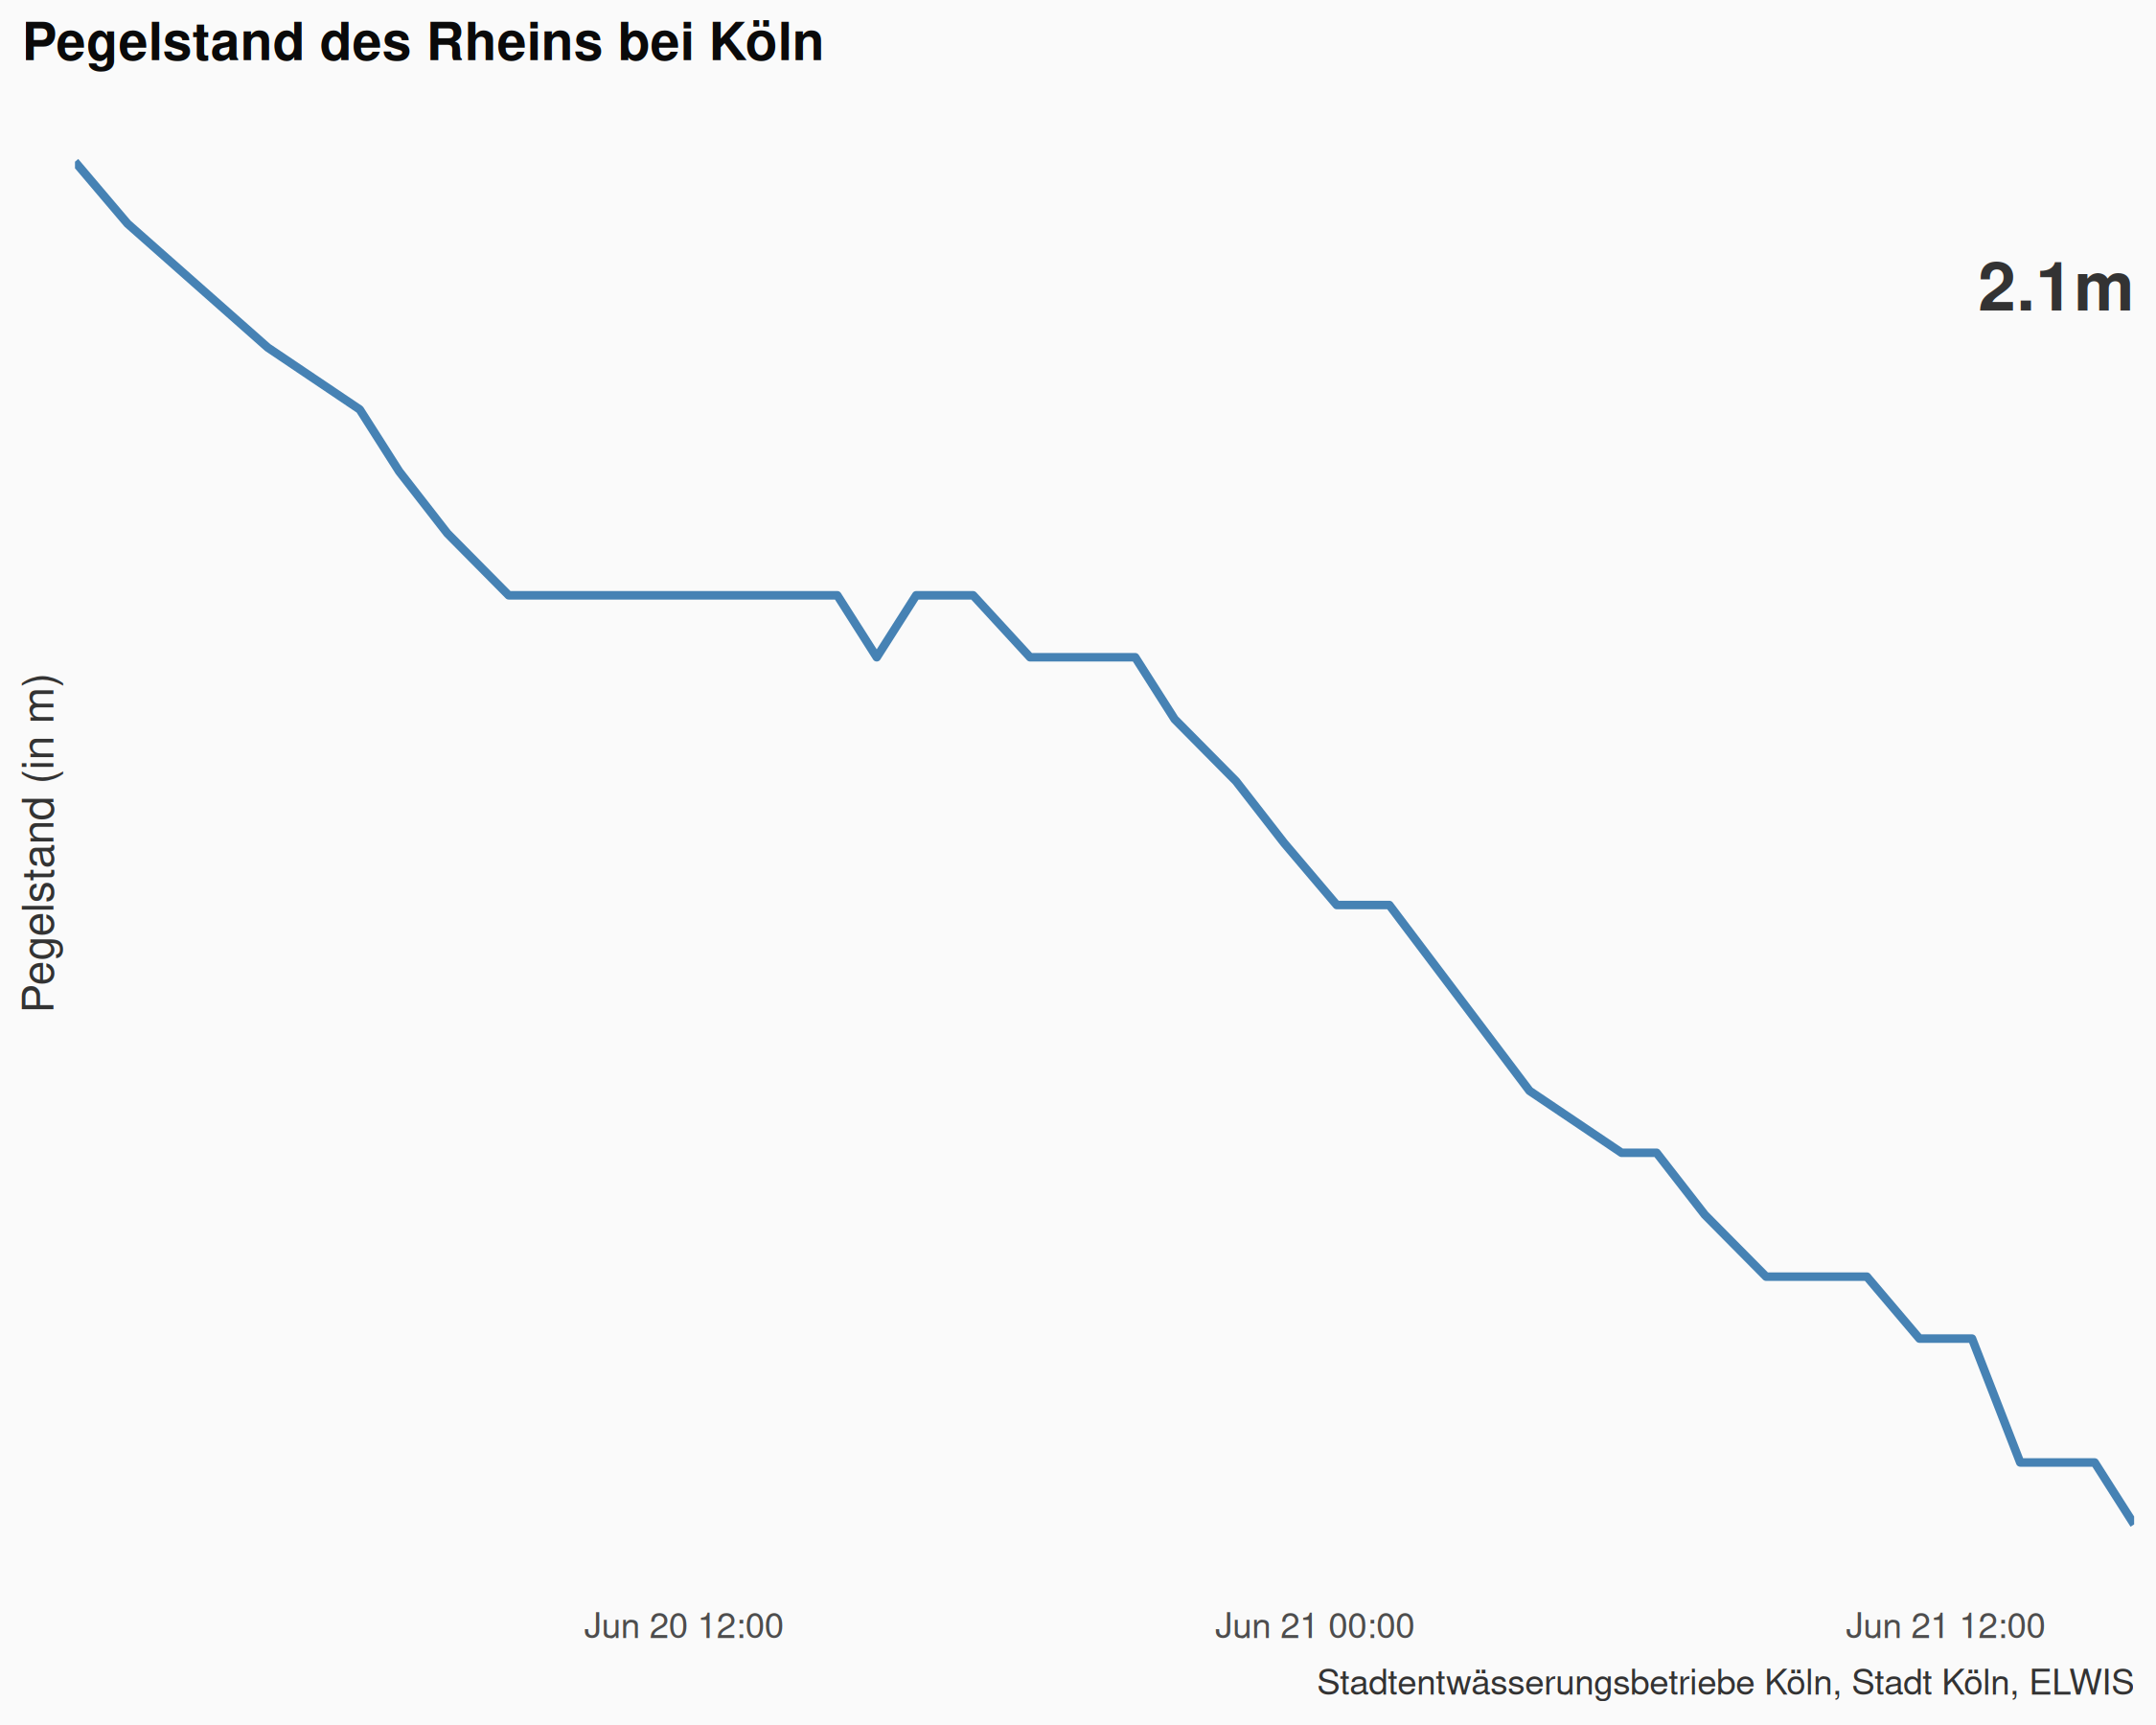 Pegelstand des Rheins bei Köln
2.1m
Pegelstand (in m)
Jun 20 12:00 Jun 21 00:00 Jun 21 12:00
Stadtentwässerungsbetriebe Köln, Stadt Köln, ELWIS